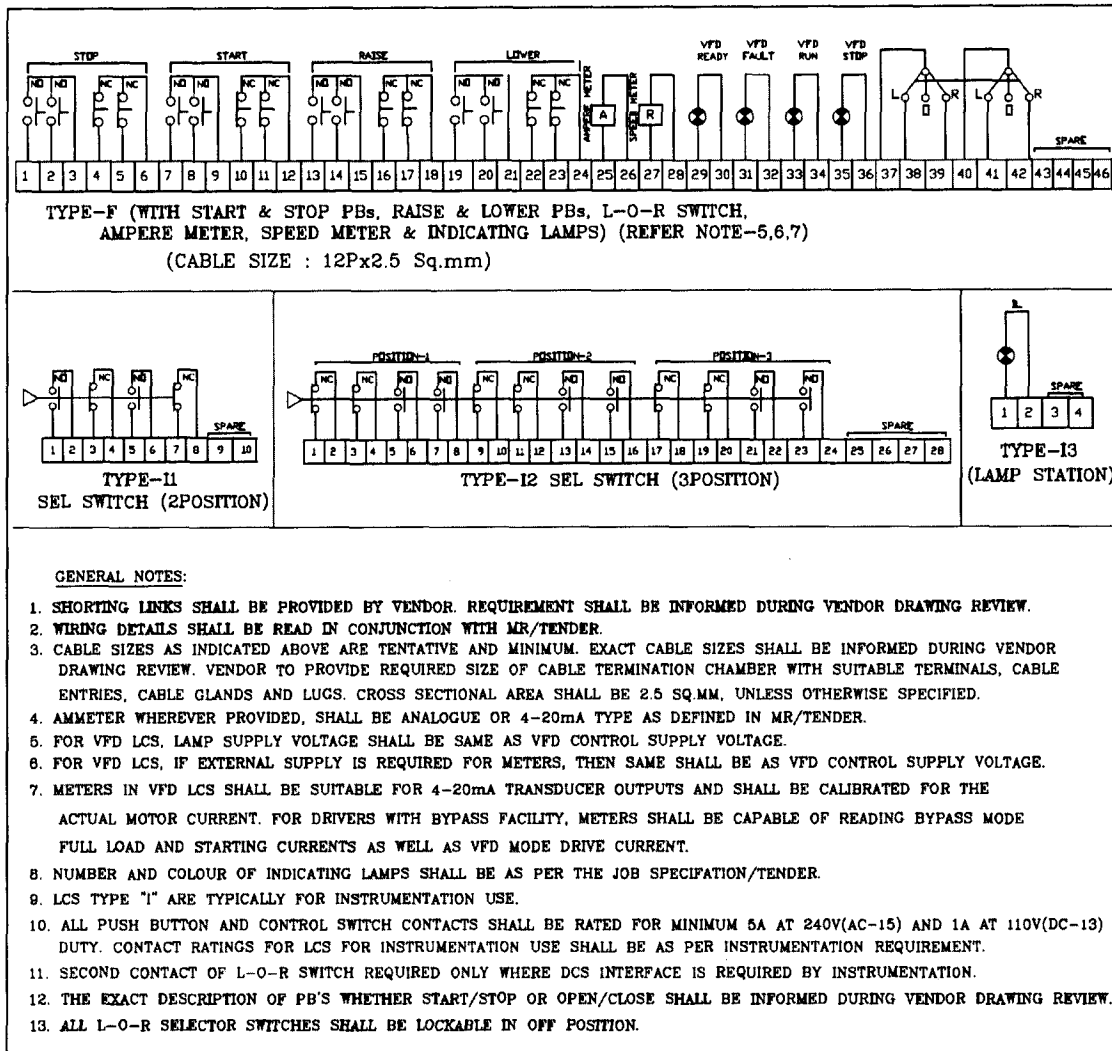 STOP START RAISE LOWER VFD READY VFD FAULT VFD RUN VFD STOP
NO NO NC NC NO NO NC NC NO NO NC NC NO NO NC NC AMPERE METER A SPEED METER R L O R L O R
SPARE
1 2 3 4 5 6 7 8 9 10 11 12 13 14 15 16 17 18 19 20 21 22 23 24 25 26 27 28 29 30 31 32 33 34 35 36 37 38 39 40 41 42 43 44 45 46
TYPE-F (WITH START & STOP PBs, RAISE & LOWER PBs, L-O-R SWITCH,
AMPERE METER, SPEED METER & INDICATING LAMPS) (REFER NOTE-5,6,7)
(CABLE SIZE : 12Px2.5 Sq.mm)
NO NC NO NC
SPARE
1 2 3 4 5 6 7 8 9 10
TYPE-I1
SEL SWITCH (2POSITION)
POSITION-1 POSITION-2 POSITION-3
NC NC NO NO NC NC NO NO NC NC NO NO
SPARE
1 2 3 4 5 6 7 8 9 10 11 12 13 14 15 16 17 18 19 20 21 22 23 24 25 26 27 28
TYPE-I2 SEL SWITCH (3POSITION)
SPARE
1 2 3 4
TYPE-I3
(LAMP STATION)
GENERAL NOTES:
1. SHORTING LINKS SHALL BE PROVIDED BY VENDOR. REQUIREMENT SHALL BE INFORMED DURING VENDOR DRAWING REVIEW.
2. WIRING DETAILS SHALL BE READ IN CONJUNCTION WITH MR/TENDER.
3. CABLE SIZES AS INDICATED ABOVE ARE TENTATIVE AND MINIMUM. EXACT CABLE SIZES SHALL BE INFORMED DURING VENDOR
DRAWING REVIEW. VENDOR TO PROVIDE REQUIRED SIZE OF CABLE TERMINATION CHAMBER WITH SUITABLE TERMINALS, CABLE
ENTRIES, CABLE GLANDS AND LUGS. CROSS SECTIONAL AREA SHALL BE 2.5 SQ.MM, UNLESS OTHERWISE SPECIFIED.
4. AMMETER WHEREVER PROVIDED, SHALL BE ANALOGUE OR 4-20mA TYPE AS DEFINED IN MR/TENDER.
5. FOR VFD LCS, LAMP SUPPLY VOLTAGE SHALL BE SAME AS VFD CONTROL SUPPLY VOLTAGE.
6. FOR VFD LCS, IF EXTERNAL SUPPLY IS REQUIRED FOR METERS, THEN SAME SHALL BE AS VFD CONTROL SUPPLY VOLTAGE.
7. METERS IN VFD LCS SHALL BE SUITABLE FOR 4-20mA TRANSDUCER OUTPUTS AND SHALL BE CALIBRATED FOR THE
ACTUAL MOTOR CURRENT. FOR DRIVERS WITH BYPASS FACILITY, METERS SHALL BE CAPABLE OF READING BYPASS MODE
FULL LOAD AND STARTING CURRENTS AS WELL AS VFD MODE DRIVE CURRENT.
8. NUMBER AND COLOUR OF INDICATING LAMPS SHALL BE AS PER THE JOB SPECIFATION/TENDER.
9. LCS TYPE "I" ARE TYPICALLY FOR INSTRUMENTATION USE.
10. ALL PUSH BUTTON AND CONTROL SWITCH CONTACTS SHALL BE RATED FOR MINIMUM 5A AT 240V(AC-15) AND 1A AT 110V(DC-13)
DUTY. CONTACT RATINGS FOR LCS FOR INSTRUMENTATION USE SHALL BE AS PER INSTRUMENTATION REQUIREMENT.
11. SECOND CONTACT OF L-O-R SWITCH REQUIRED ONLY WHERE DCS INTERFACE IS REQUIRED BY INSTRUMENTATION.
12. THE EXACT DESCRIPTION OF PB'S WHETHER START/STOP OR OPEN/CLOSE SHALL BE INFORMED DURING VENDOR DRAWING REVIEW.
13. ALL L-O-R SELECTOR SWITCHES SHALL BE LOCKABLE IN OFF POSITION.